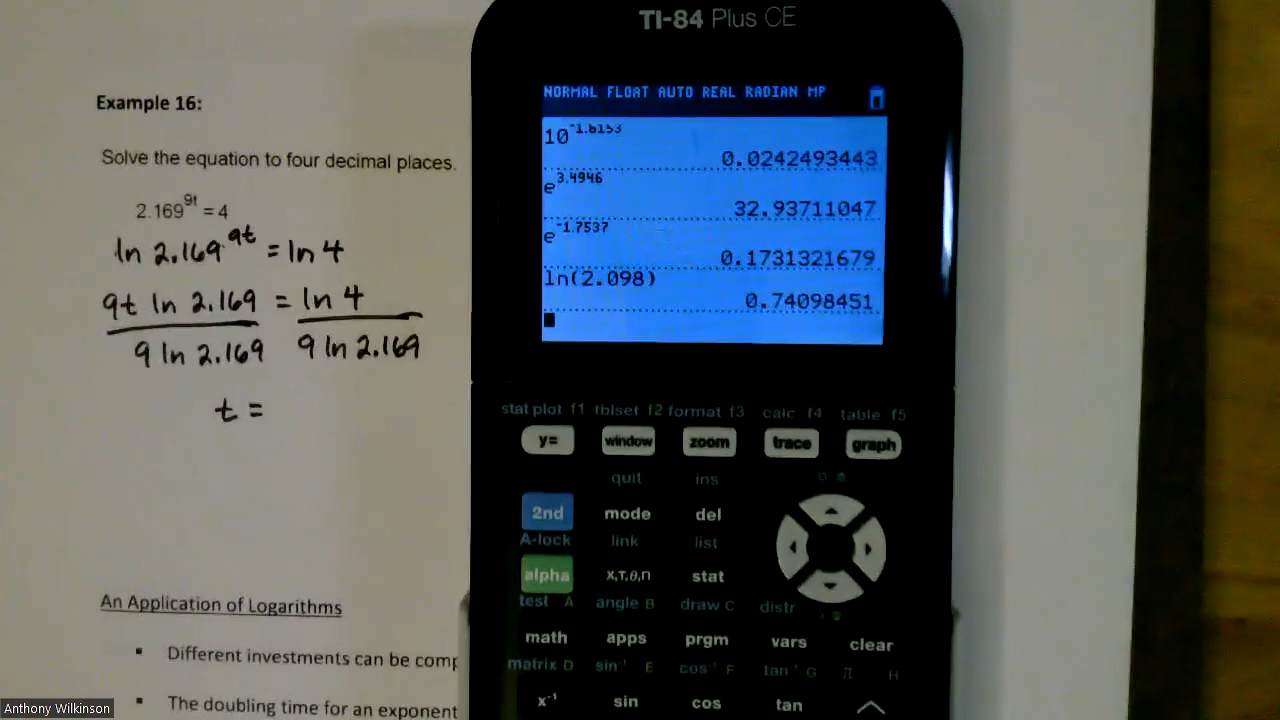 TI-84 Plus CE
NORMAL FLOAT AUTO REAL RADIAN MP
10^-1.6153
0.0242493443
e^3.4946
32.93711047
e^-1.7537
0.1731321679
ln(2.098)
0.74098451
Example 16:
Solve the equation to four decimal places.
2.169^9t = 4
ln 2.169^9t = ln 4
9t ln 2.169 = ln 4
9 ln 2.169 9 ln 2.169
t =
An Application of Logarithms
▪ Different investments can be comp
▪ The doubling time for an exponent
stat plot f1 tblset f2 format f3 calc f4 table f5
y= window zoom trace graph
quit ins
2nd mode del
A-lock link list
alpha X,T,θ,n stat
test A angle B draw C distr
math apps prgm vars clear
matrix D sin⁻¹ E cos⁻¹ F tan⁻¹ G π H
x⁻¹ sin cos tan ^
Anthony Wilkinson